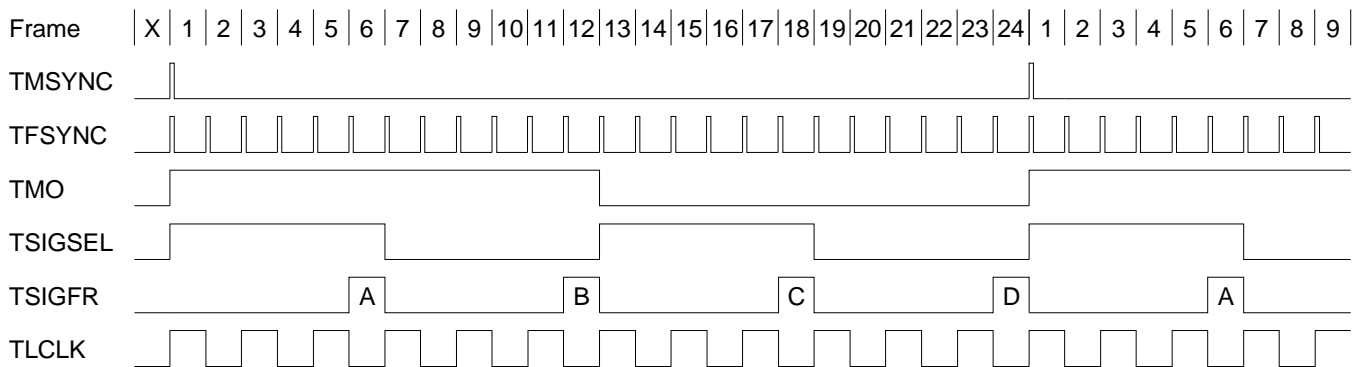 Frame X 1 2 3 4 5 6 7 8 9 10 11 12 13 14 15 16 17 18 19 20 21 22 23 24 1 2 3 4 5 6 7 8 9
TMSYNC
TFSYNC
TMO
TSIGSEL
TSIGFR A B C D A
TLCLK